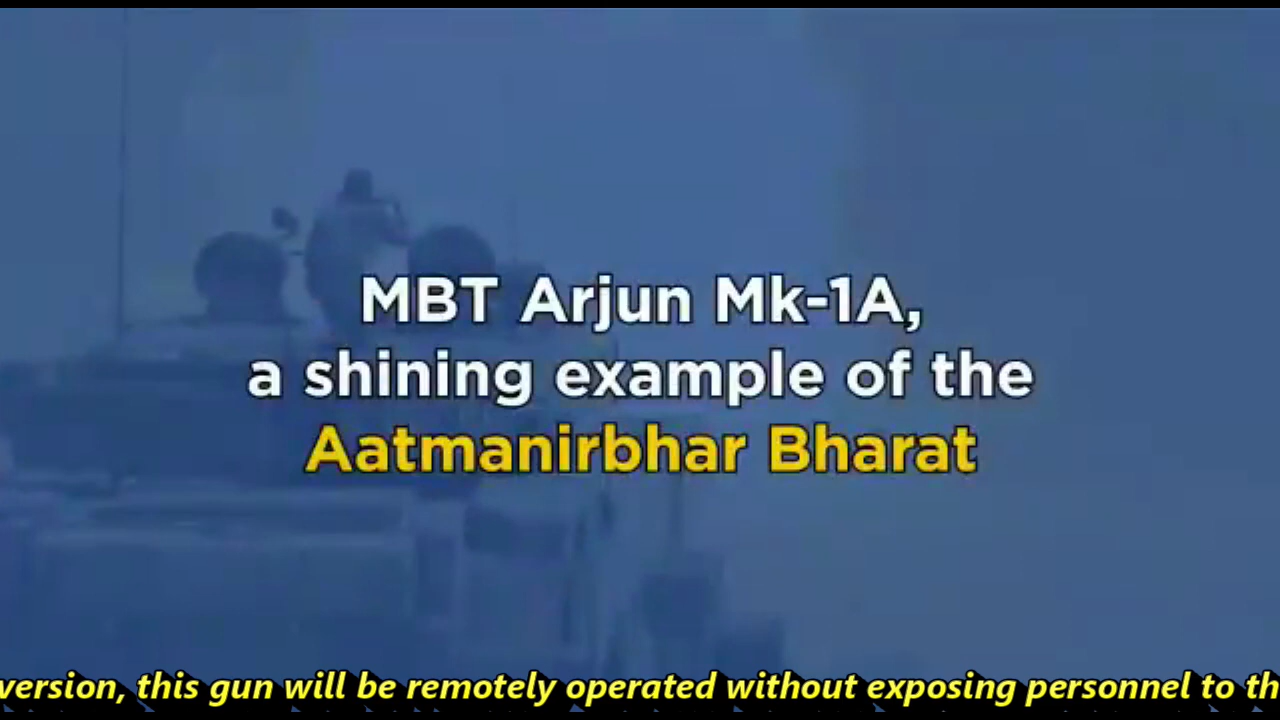 MBT Arjun Mk-1A,
a shining example of the
Aatmanirbhar Bharat
version, this gun will be remotely operated without exposing personnel to th